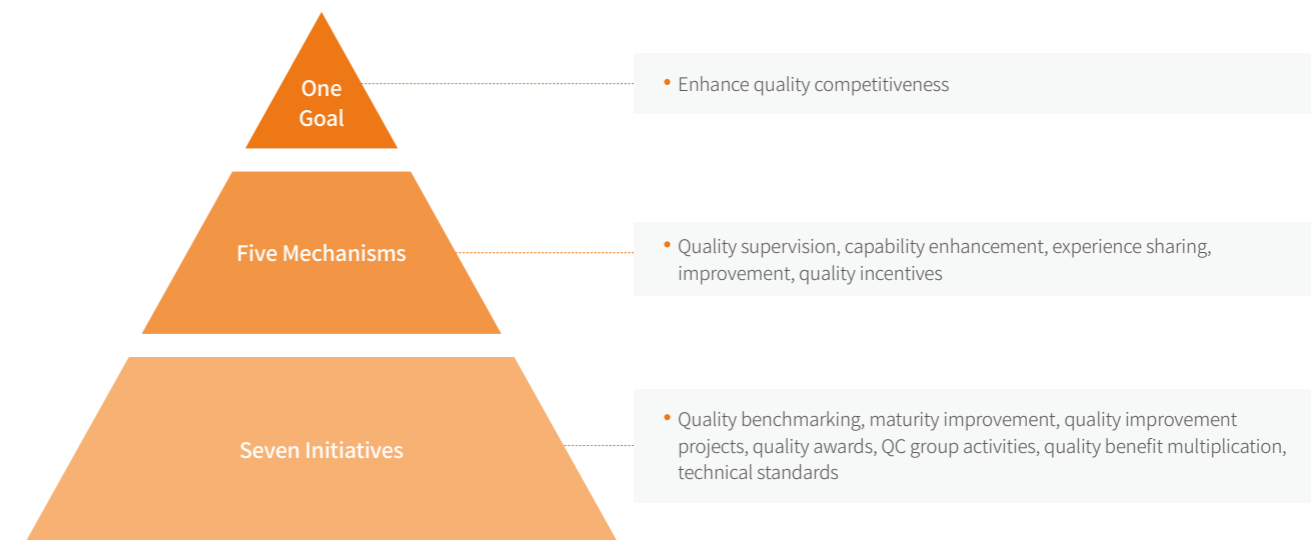 One
Goal
• Enhance quality competitiveness
Five Mechanisms
• Quality supervision, capability enhancement, experience sharing,
improvement, quality incentives
Seven Initiatives
• Quality benchmarking, maturity improvement, quality improvement
projects, quality awards, QC group activities, quality benefit multiplication,
technical standards